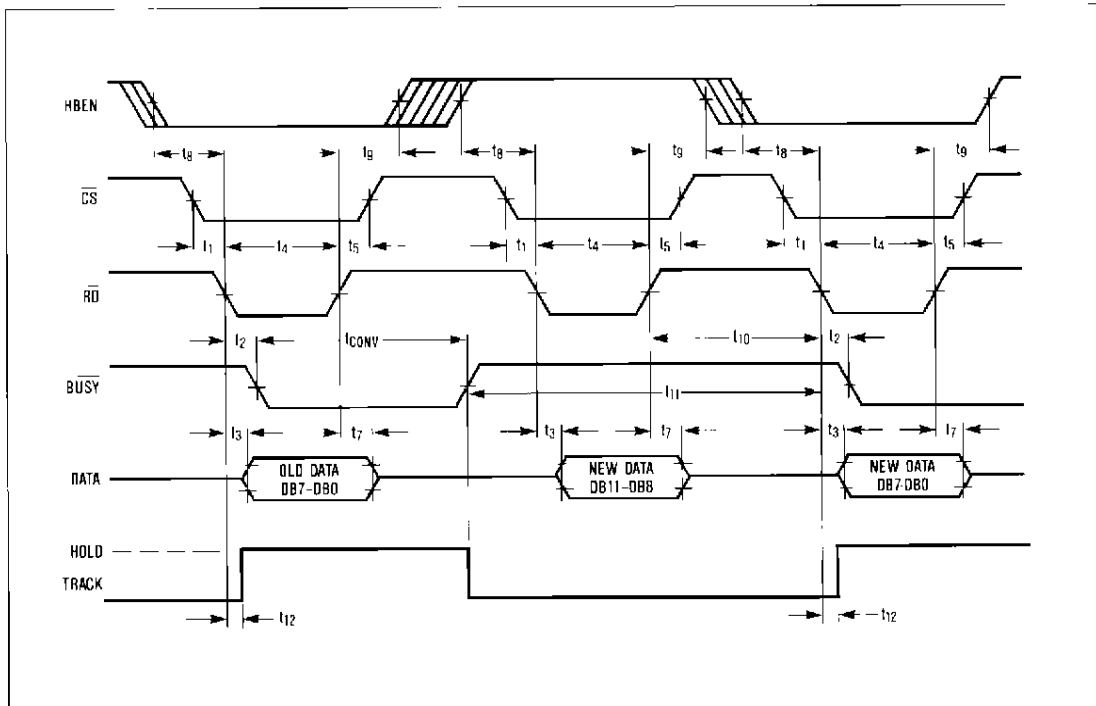 HBEN
t8 t9 t8 t9 t8 t9
CS
t1 t4 t5 t1 t4 t5 t1 t4 t5
RD
t2 tCONV t10 t2
BUSY
t11
t3 t7 t3 t7 t3 t7
DATA
OLD DATA
DB7-DB0
NEW DATA
DB11-DB8
NEW DATA
DB7-DB0
HOLD
TRACK
t12 t12